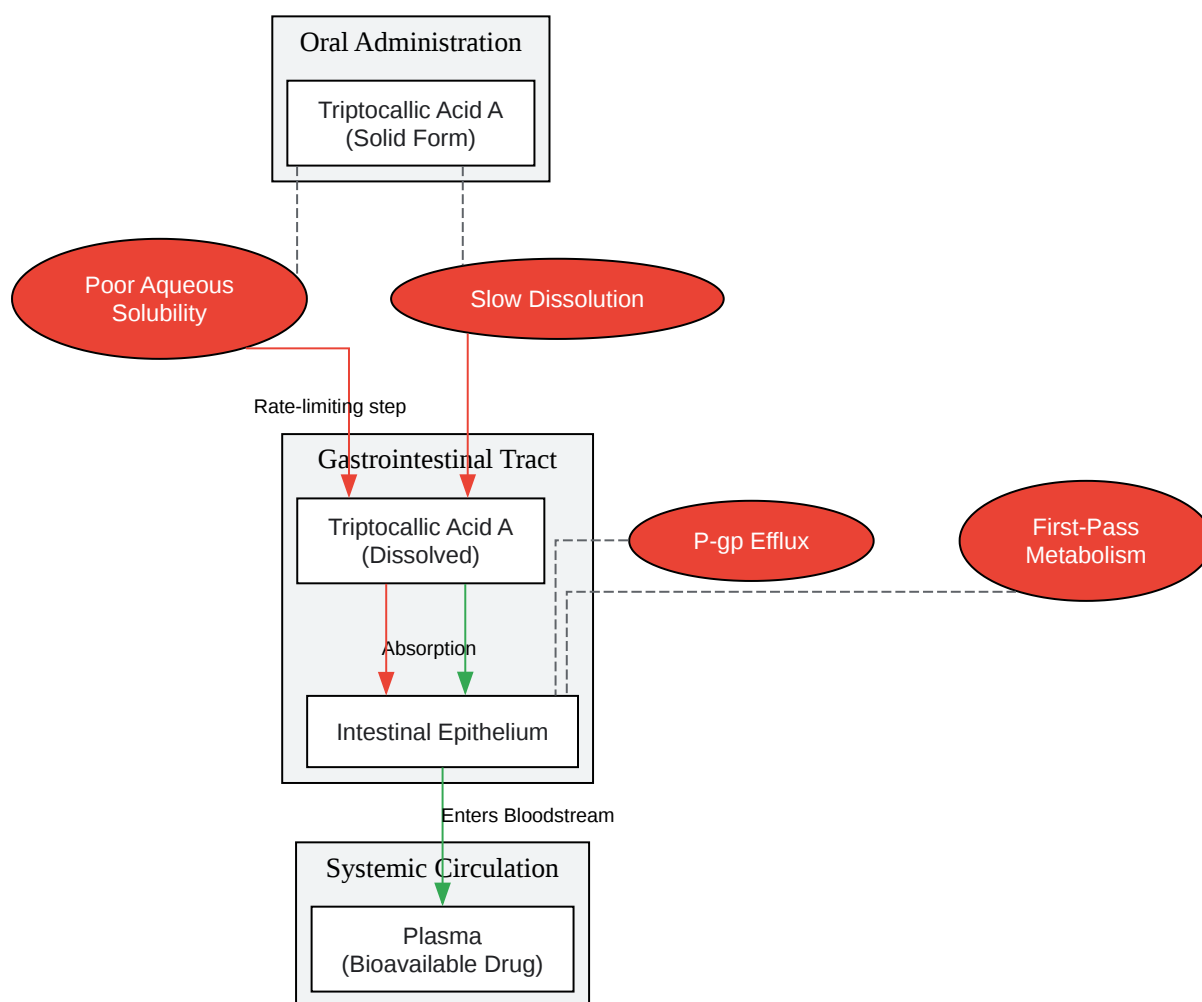 Oral Administration
Triptocallic Acid A
(Solid Form)
Poor Aqueous
Solubility
Slow Dissolution
Rate-limiting step
Gastrointestinal Tract
Triptocallic Acid A
(Dissolved)
P-gp Efflux
First-Pass
Metabolism
Absorption
Intestinal Epithelium
Enters Bloodstream
Systemic Circulation
Plasma
(Bioavailable Drug)